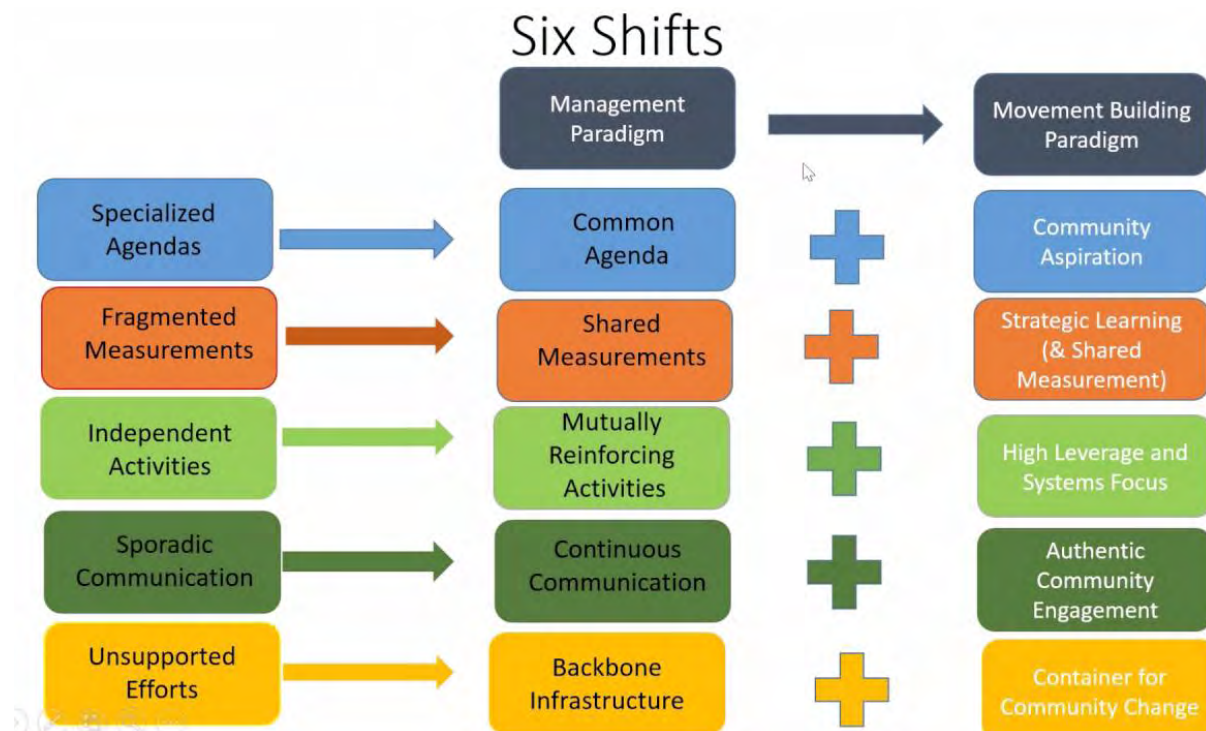 Six Shifts
Management
Paradigm
Movement Building
Paradigm
Specialized
Agendas
Common
Agenda
Community
Aspiration
Fragmented
Measurements
Shared
Measurements
Strategic Learning
(& Shared
Measurement)
Independent
Activities
Mutually
Reinforcing
Activities
High Leverage and
Systems Focus
Sporadic
Communication
Continuous
Communication
Authentic
Community
Engagement
Unsupported
Efforts
Backbone
Infrastructure
Container for
Community Change